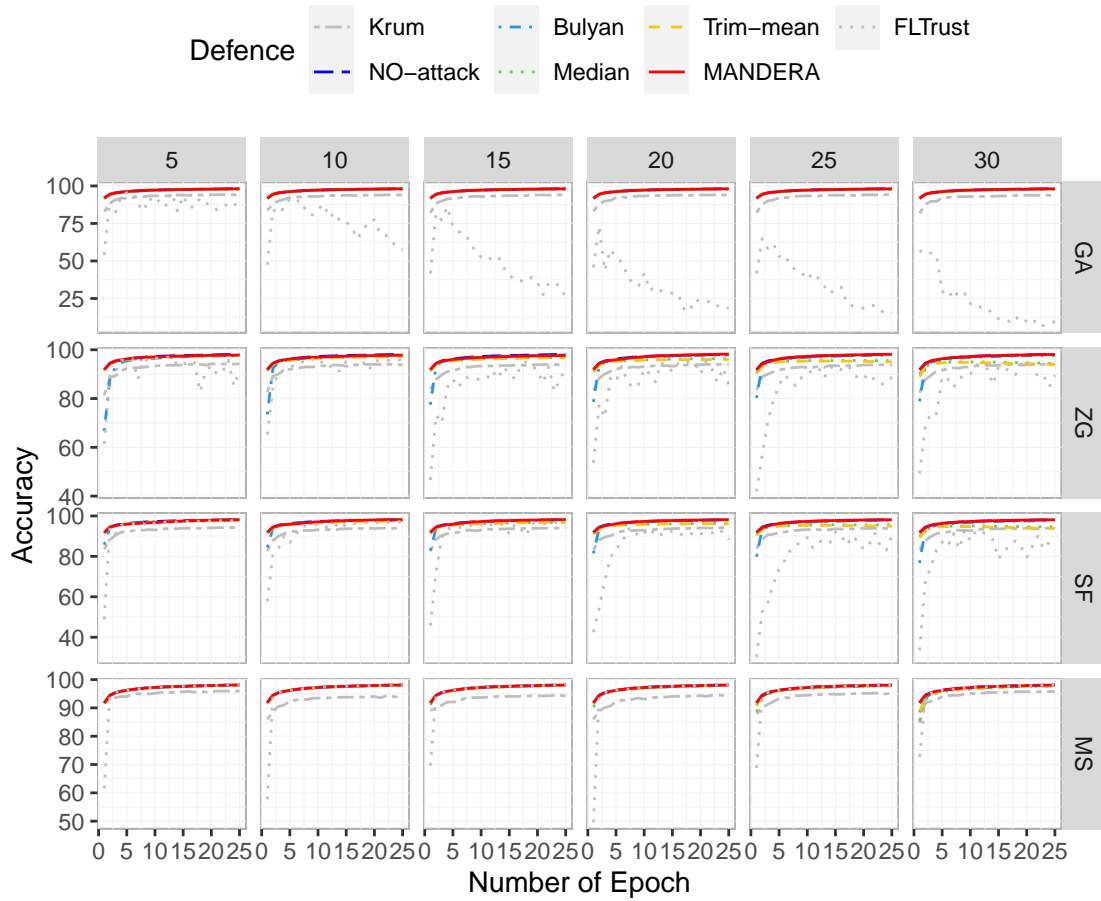 Defence
Krum Bulyan Trim−mean FLTrust
NO−attack Median MANDERA
5 10 15 20 25 30
100
75
50
25
GA
100
80
60
40
ZG
100
80
60
40
SF
100
90
80
70
60
50
MS
Accuracy
0 5 10 15 20 25 0 5 10 15 20 25 0 5 10 15 20 25 0 5 10 15 20 25 0 5 10 15 20 25 0 5 10 15 20 25
Number of Epoch